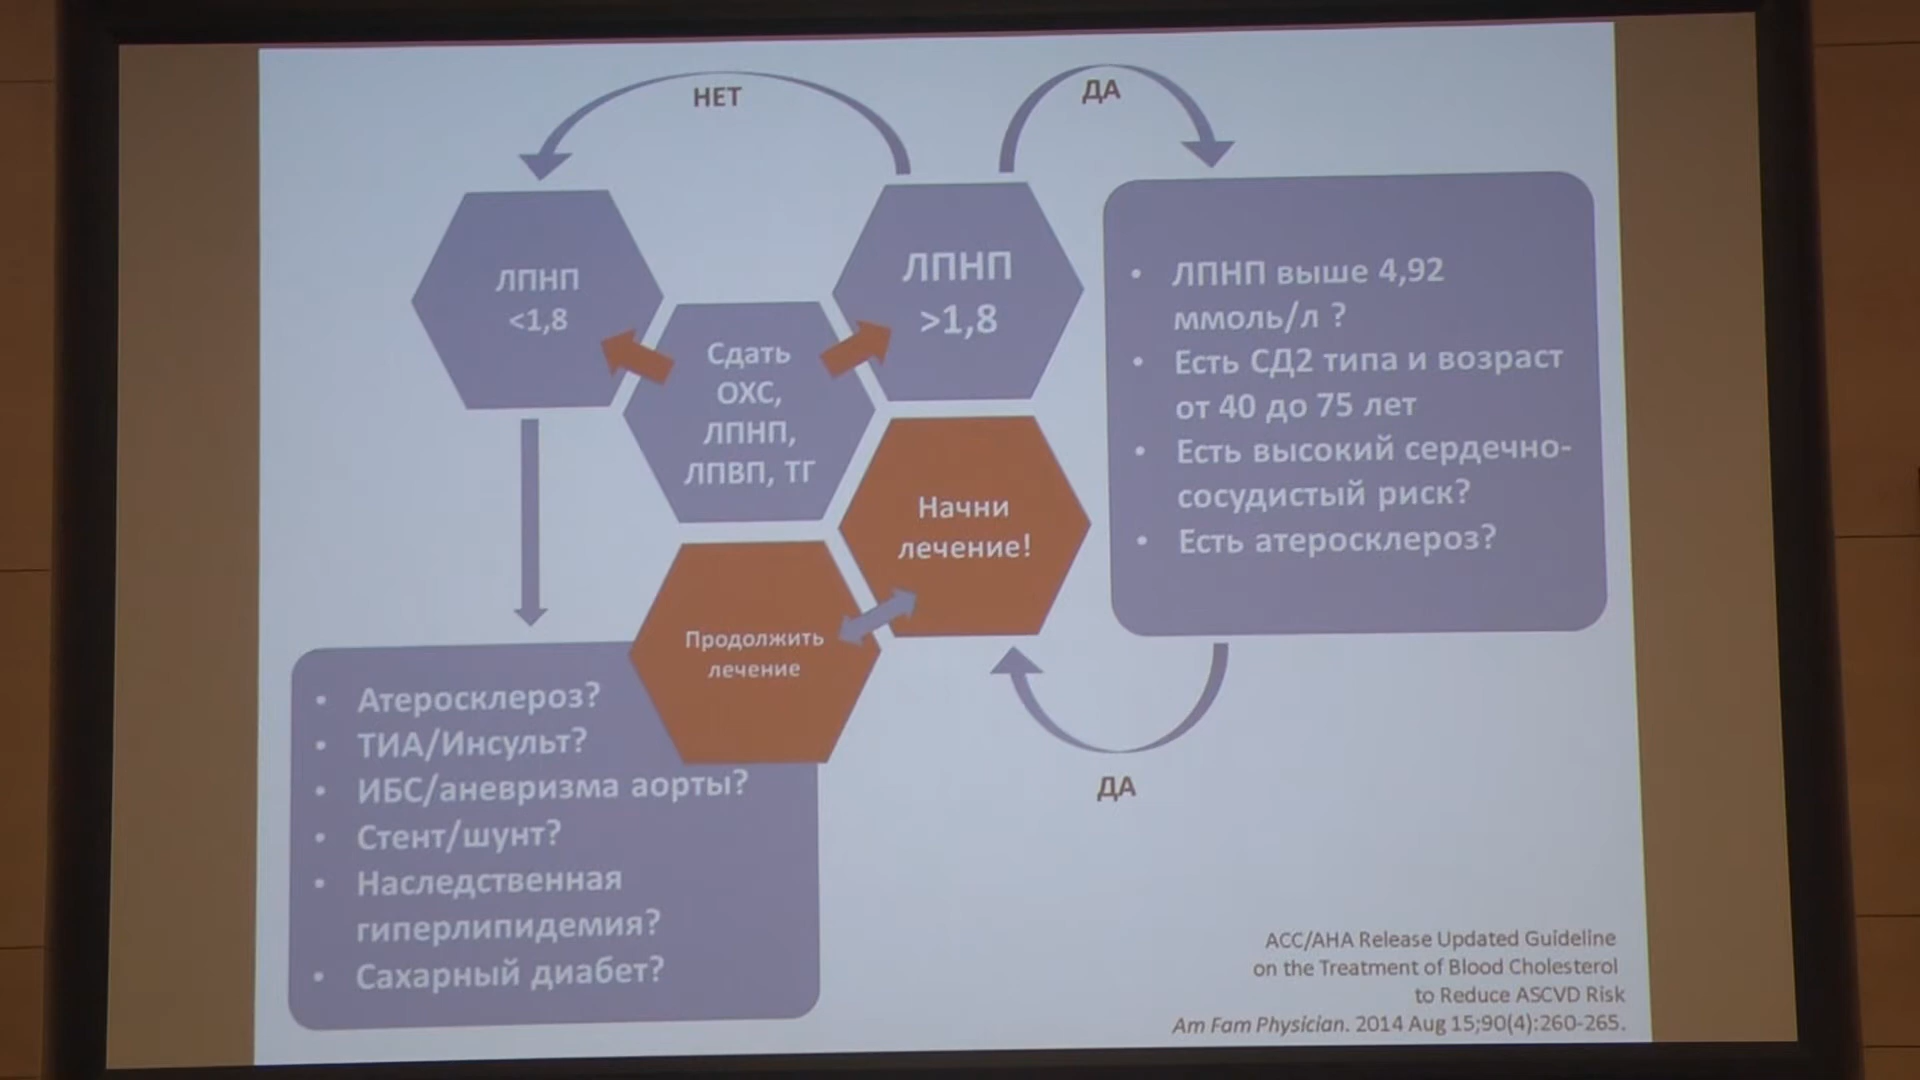 НЕТ
ДА
ЛПНП
<1,8
Сдать
ОХС,
ЛПНП,
ЛПВП, ТГ
ЛПНП
>1,8
• ЛПНП выше 4,92
ммоль/л ?
• Есть СД2 типа и возраст
от 40 до 75 лет
• Есть высокий сердечно-
сосудистый риск?
• Есть атеросклероз?
Начни
лечение!
Продолжить
лечение
• Атеросклероз?
• ТИА/Инсульт?
• ИБС/аневризма аорты?
• Стент/шунт?
• Наследственная
гиперлипидемия?
• Сахарный диабет?
ДА
ACC/AHA Release Updated Guideline
on the Treatment of Blood Cholesterol
to Reduce ASCVD Risk
Am Fam Physician. 2014 Aug 15;90(4):260-265.